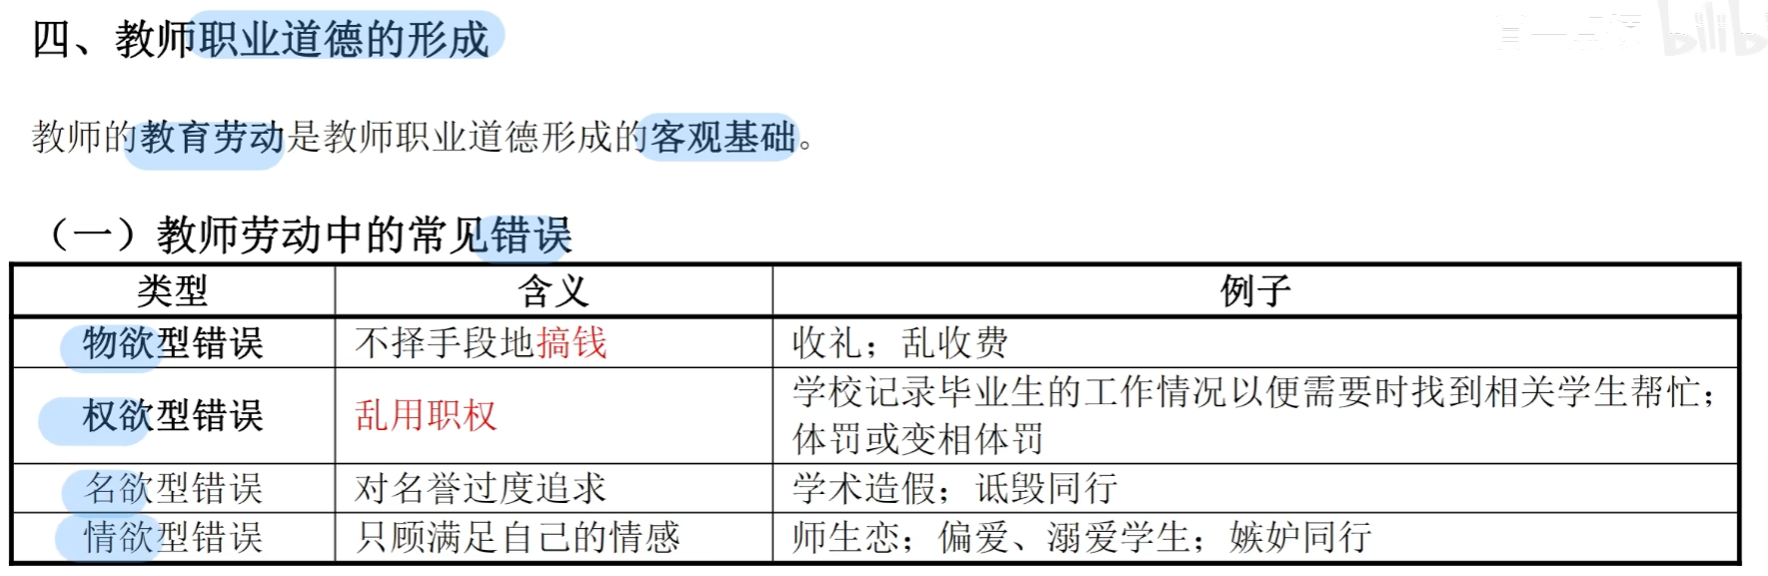 四、教师职业道德的形成
教师的教育劳动是教师职业道德形成的客观基础。
（一）教师劳动中的常见错误
类型 含义 例子
物欲型错误 不择手段地搞钱 收礼；乱收费
权欲型错误 乱用职权 学校记录毕业生的工作情况以便需要时找到相关学生帮忙；
体罚或变相体罚
名欲型错误 对名誉过度追求 学术造假；诋毁同行
情欲型错误 只顾满足自己的情感 师生恋；偏爱、溺爱学生；嫉妒同行